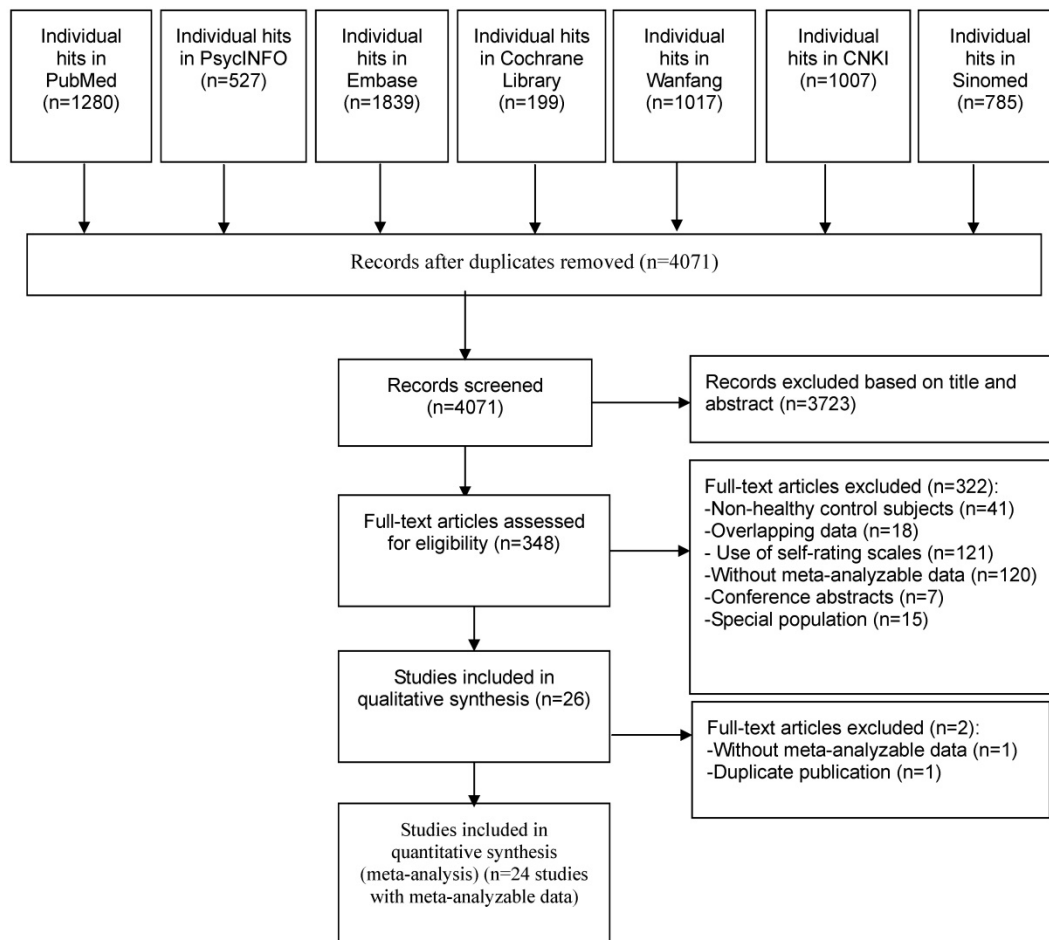 Individual
hits in
PubMed
(n=1280)
Individual hits
in PsycINFO
(n=527)
Individual
hits in
Embase
(n=1839)
Individual hits
in Cochrane
Library
(n=199)
Individual
hits in
Wanfang
(n=1017)
Individual
hits in CNKI
(n=1007)
Individual
hits in
Sinomed
(n=785)
Records after duplicates removed (n=4071)
Records screened
(n=4071)
Records excluded based on title and
abstract (n=3723)
Full-text articles assessed
for eligibility (n=348)
Full-text articles excluded (n=322):
-Non-healthy control subjects (n=41)
-Overlapping data (n=18)
- Use of self-rating scales (n=121)
-Without meta-analyzable data (n=120)
-Conference abstracts (n=7)
-Special population (n=15)
Studies included in
qualitative synthesis (n=26)
Full-text articles excluded (n=2):
-Without meta-analyzable data (n=1)
-Duplicate publication (n=1)
Studies included in
quantitative synthesis
(meta-analysis) (n=24 studies
with meta-analyzable data)